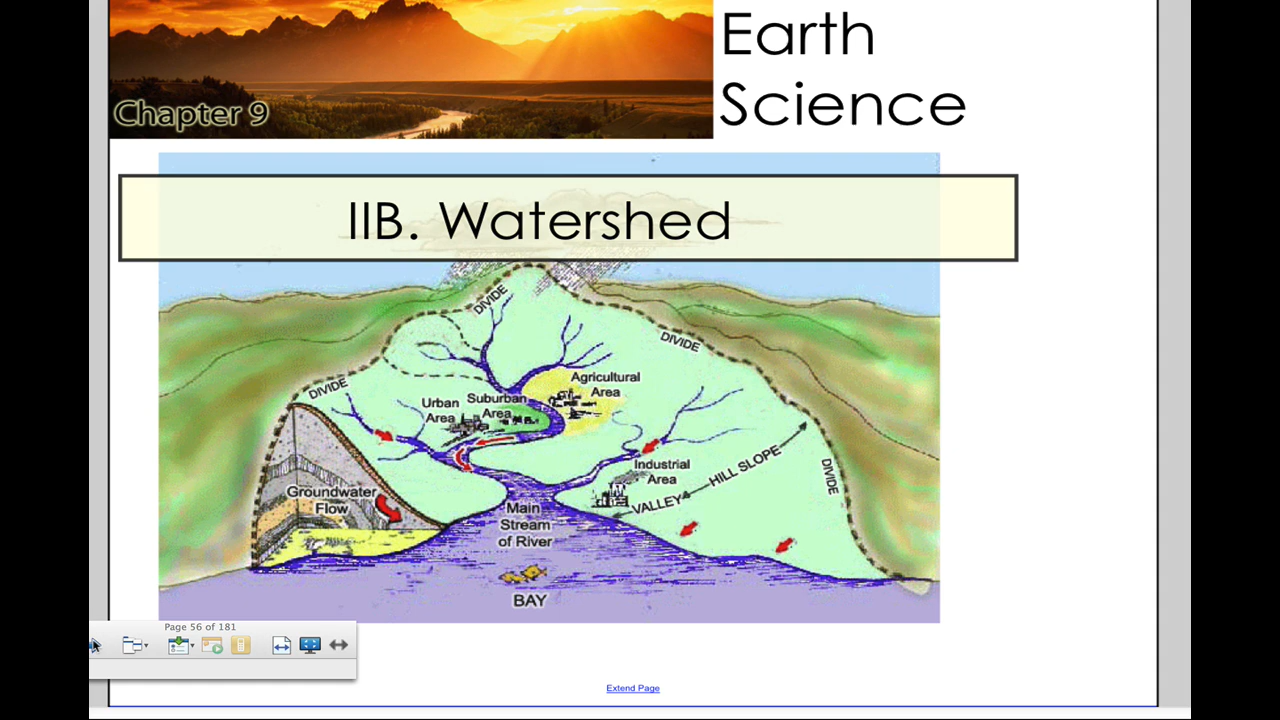 Earth
Science
Chapter 9
IIB. Watershed
DIVIDE
DIVIDE
DIVIDE
Agricultural
Area
Urban
Area
Suburban
Area
Industrial
Area
HILL SLOPE
VALLEY
DIVIDE
Groundwater
Flow
Main
Stream
of River
BAY
Page 56 of 181
Extend Page